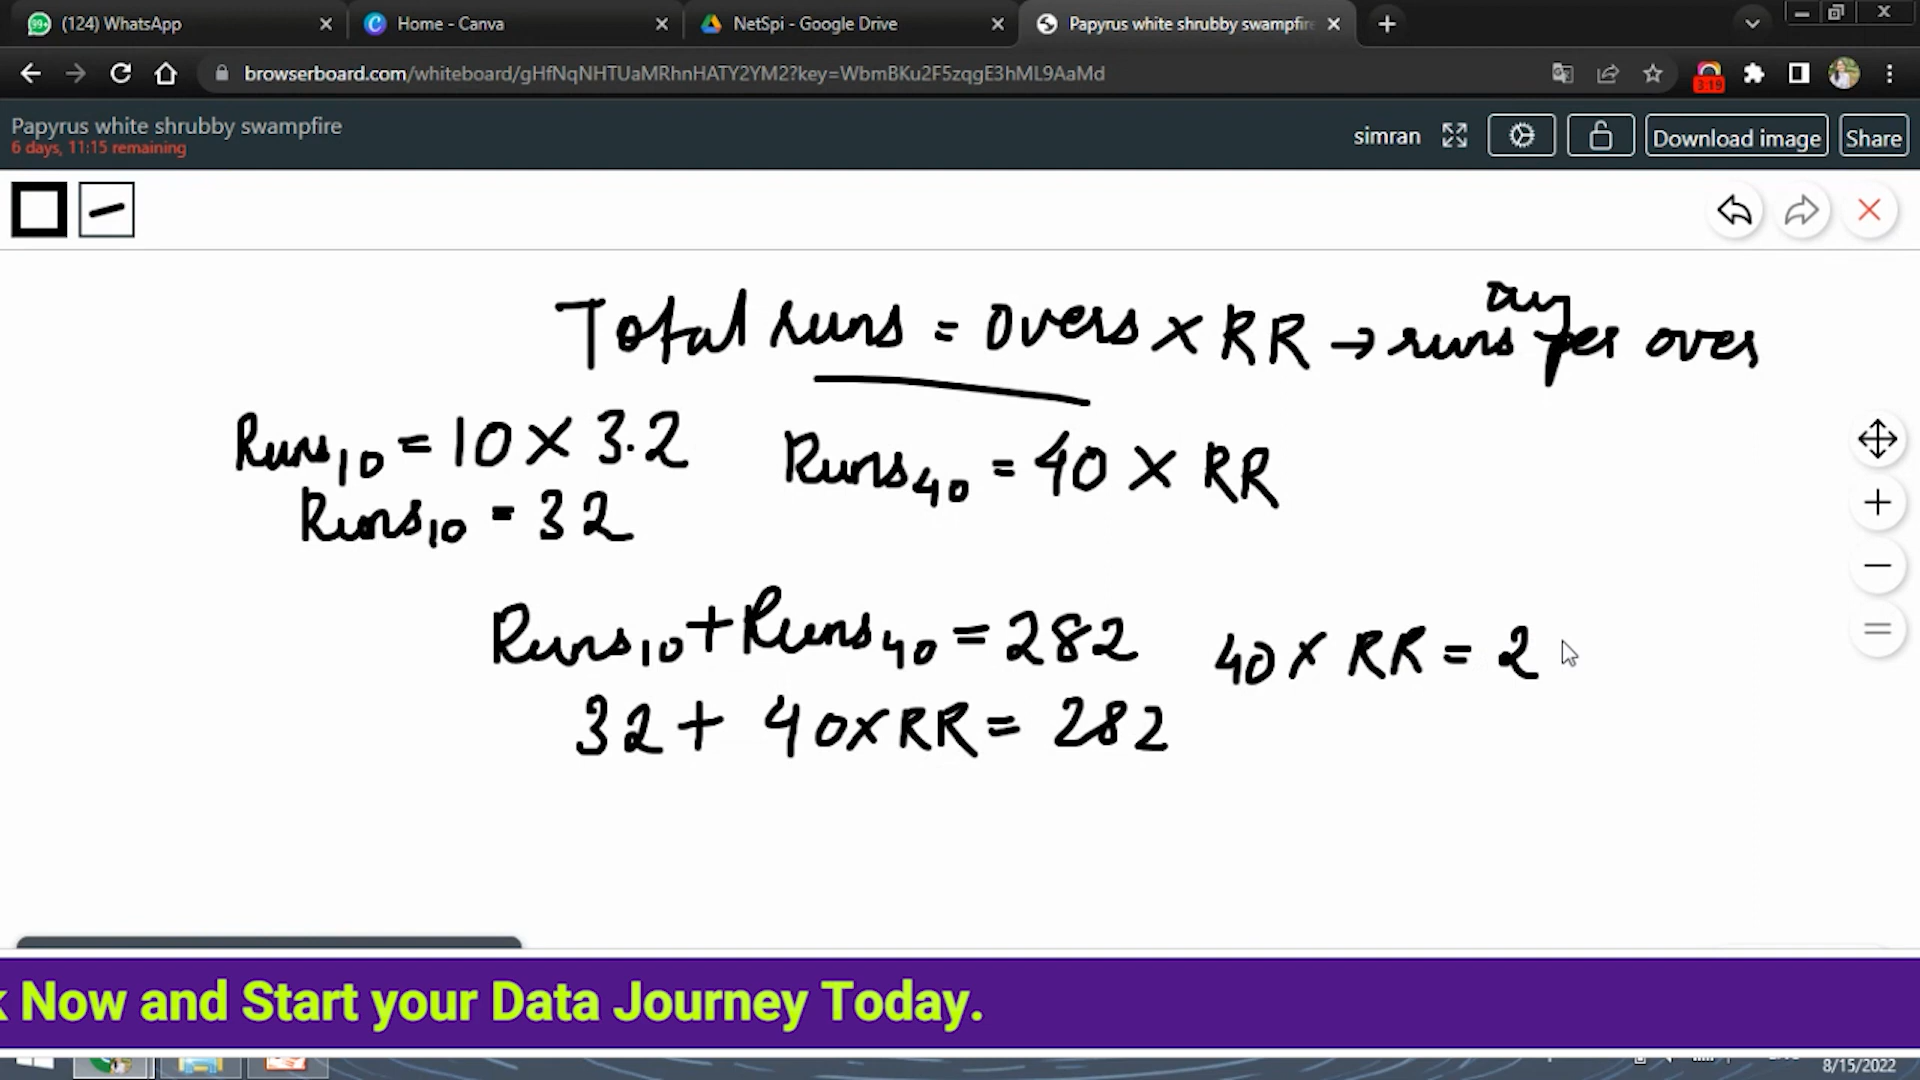 (124) WhatsApp
Home - Canva
NetSpi - Google Drive
Papyrus white shrubby swampfire
browserboard.com/whiteboard/gHfNqNHTUaMRhnHATY2YM2?key=WbmBKu2F5zqgE3hML9AaMd
3:19
Papyrus white shrubby swampfire
6 days, 11:15 remaining
simran
Download image
Share
avg
Total runs = overs × RR → runs per over
Runs10 = 10 × 3.2
Runs40 = 40 × RR
Runs10 = 32
Runs10 + Runs40 = 282
40 × RR = 2
32 + 40 × RR = 282
Now and Start your Data Journey Today.
8/15/2022